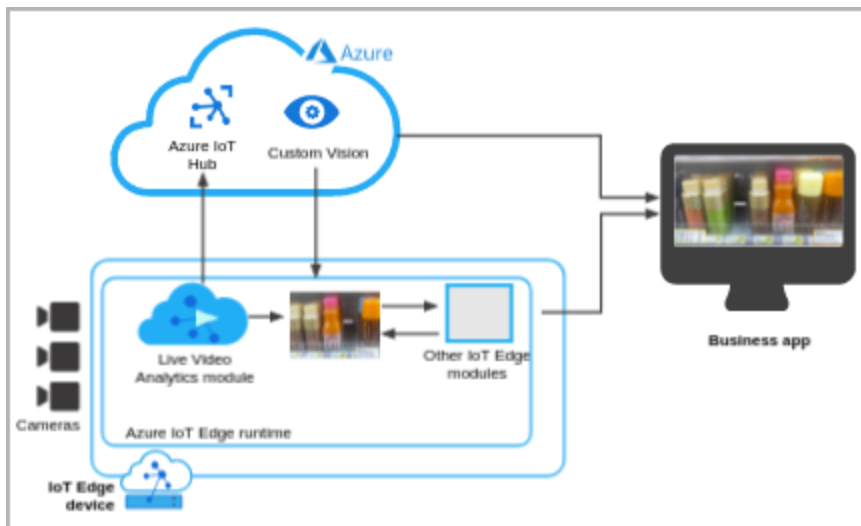 Azure
Azure IoT
Hub
Custom Vision
Live Video
Analytics module
Other IoT Edge
modules
Cameras
Azure IoT Edge runtime
IoT Edge
device
Business app